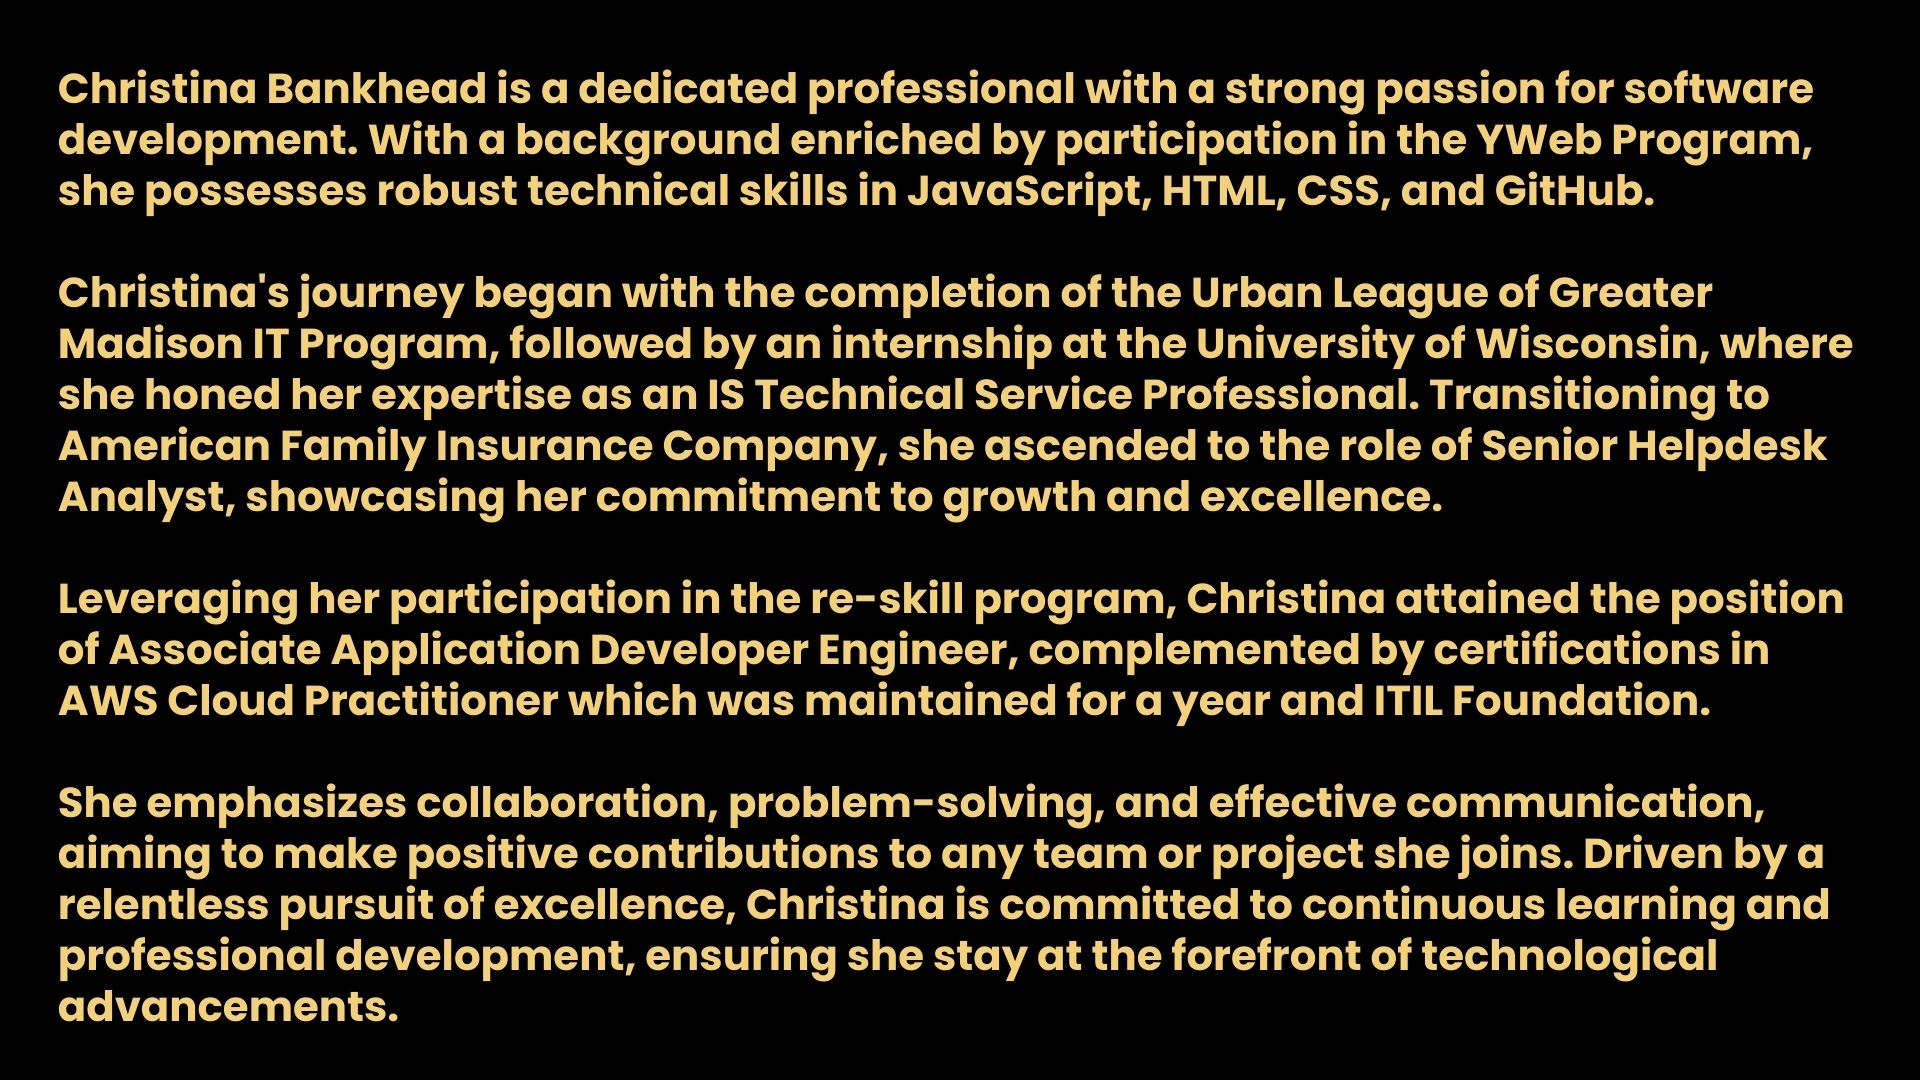 Christina Bankhead is a dedicated professional with a strong passion for software
development. With a background enriched by participation in the YWeb Program,
she possesses robust technical skills in JavaScript, HTML, CSS, and GitHub.
Christina's journey began with the completion of the Urban League of Greater
Madison IT Program, followed by an internship at the University of Wisconsin, where
she honed her expertise as an IS Technical Service Professional. Transitioning to
American Family Insurance Company, she ascended to the role of Senior Helpdesk
Analyst, showcasing her commitment to growth and excellence.
Leveraging her participation in the re-skill program, Christina attained the position
of Associate Application Developer Engineer, complemented by certifications in
AWS Cloud Practitioner which was maintained for a year and ITIL Foundation.
She emphasizes collaboration, problem-solving, and effective communication,
aiming to make positive contributions to any team or project she joins. Driven by a
relentless pursuit of excellence, Christina is committed to continuous learning and
professional development, ensuring she stay at the forefront of technological
advancements.